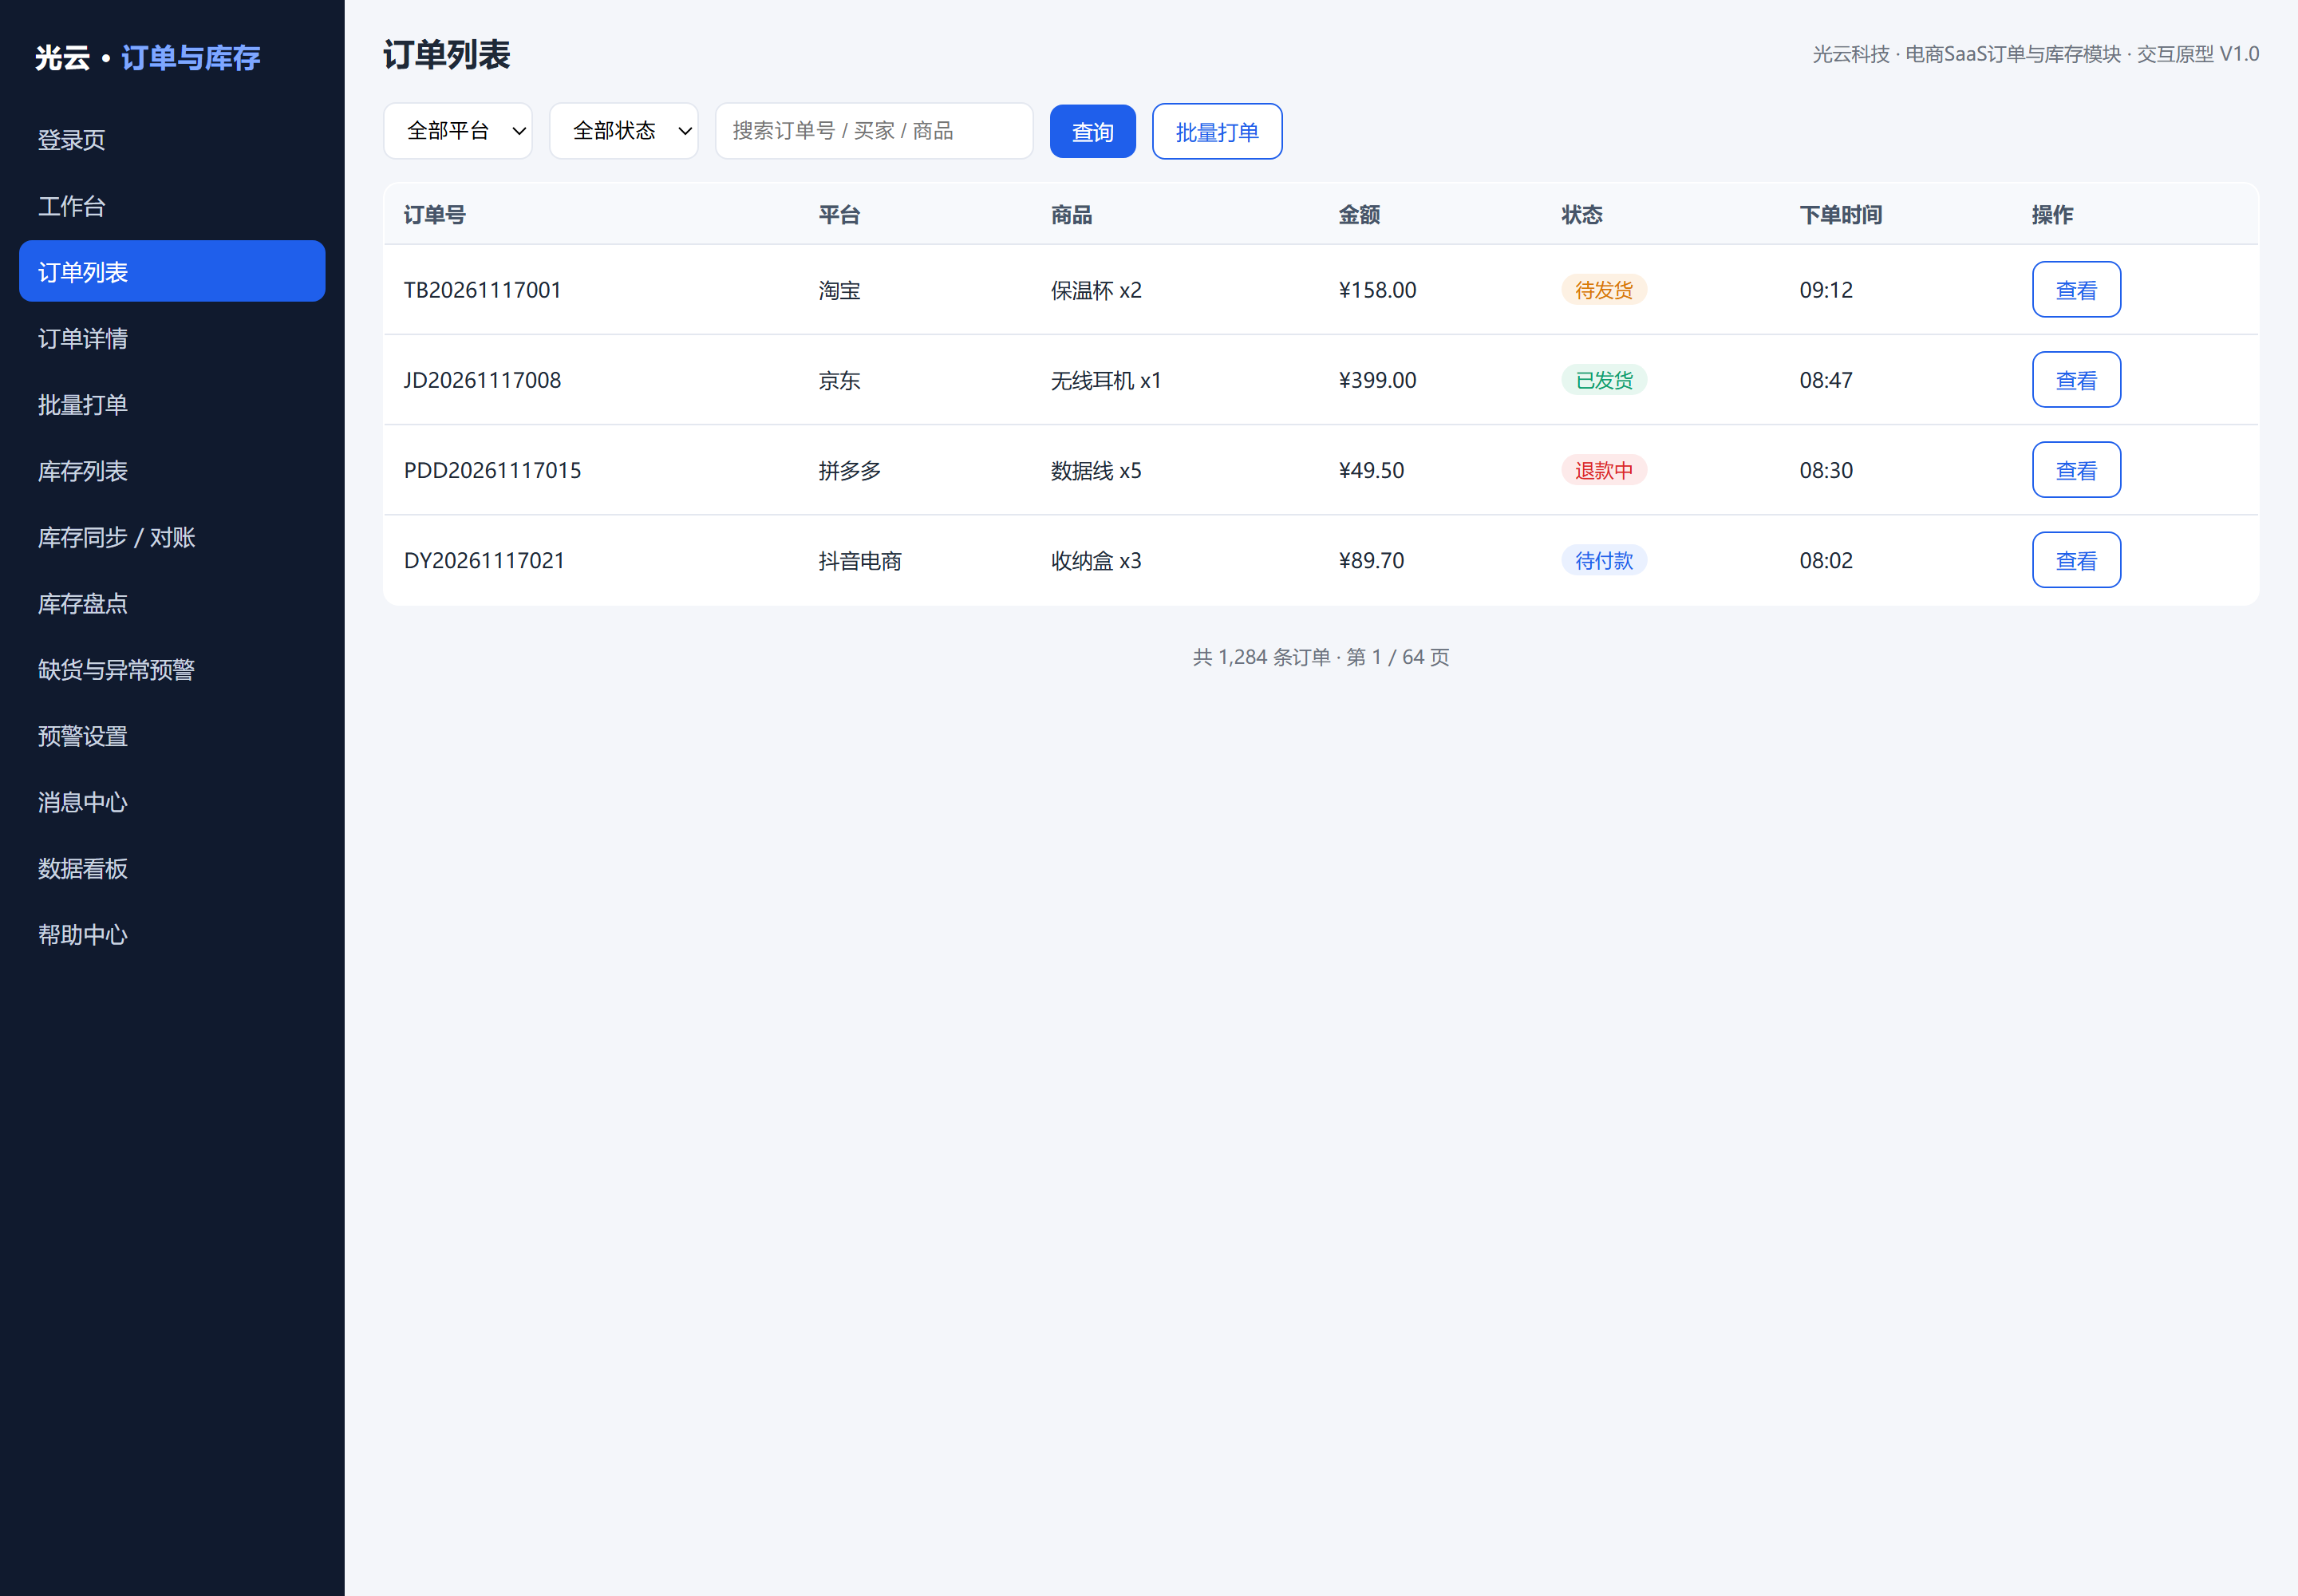 光云 · 订单与库存
登录页
工作台
订单列表
订单详情
批量打单
库存列表
库存同步 / 对账
库存盘点
缺货与异常预警
预警设置
消息中心
数据看板
帮助中心
订单列表
光云科技 · 电商SaaS订单与库存模块 · 交互原型 V1.0
全部平台 全部状态 搜索订单号 / 买家 / 商品 查询 批量打单
订单号 平台 商品 金额 状态 下单时间 操作
TB20261117001 淘宝 保温杯 x2 ¥158.00 待发货 09:12 查看
JD20261117008 京东 无线耳机 x1 ¥399.00 已发货 08:47 查看
PDD20261117015 拼多多 数据线 x5 ¥49.50 退款中 08:30 查看
DY20261117021 抖音电商 收纳盒 x3 ¥89.70 待付款 08:02 查看
共 1,284 条订单 · 第 1 / 64 页